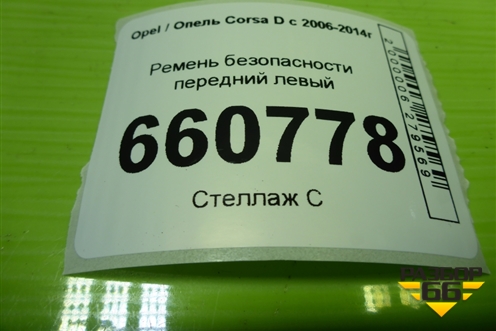 Opel / Опель Corsa D с 2006-2014г
Ремень безопасности
передний левый
660778
Стеллаж С
2000006279569
РАЗБОР
66